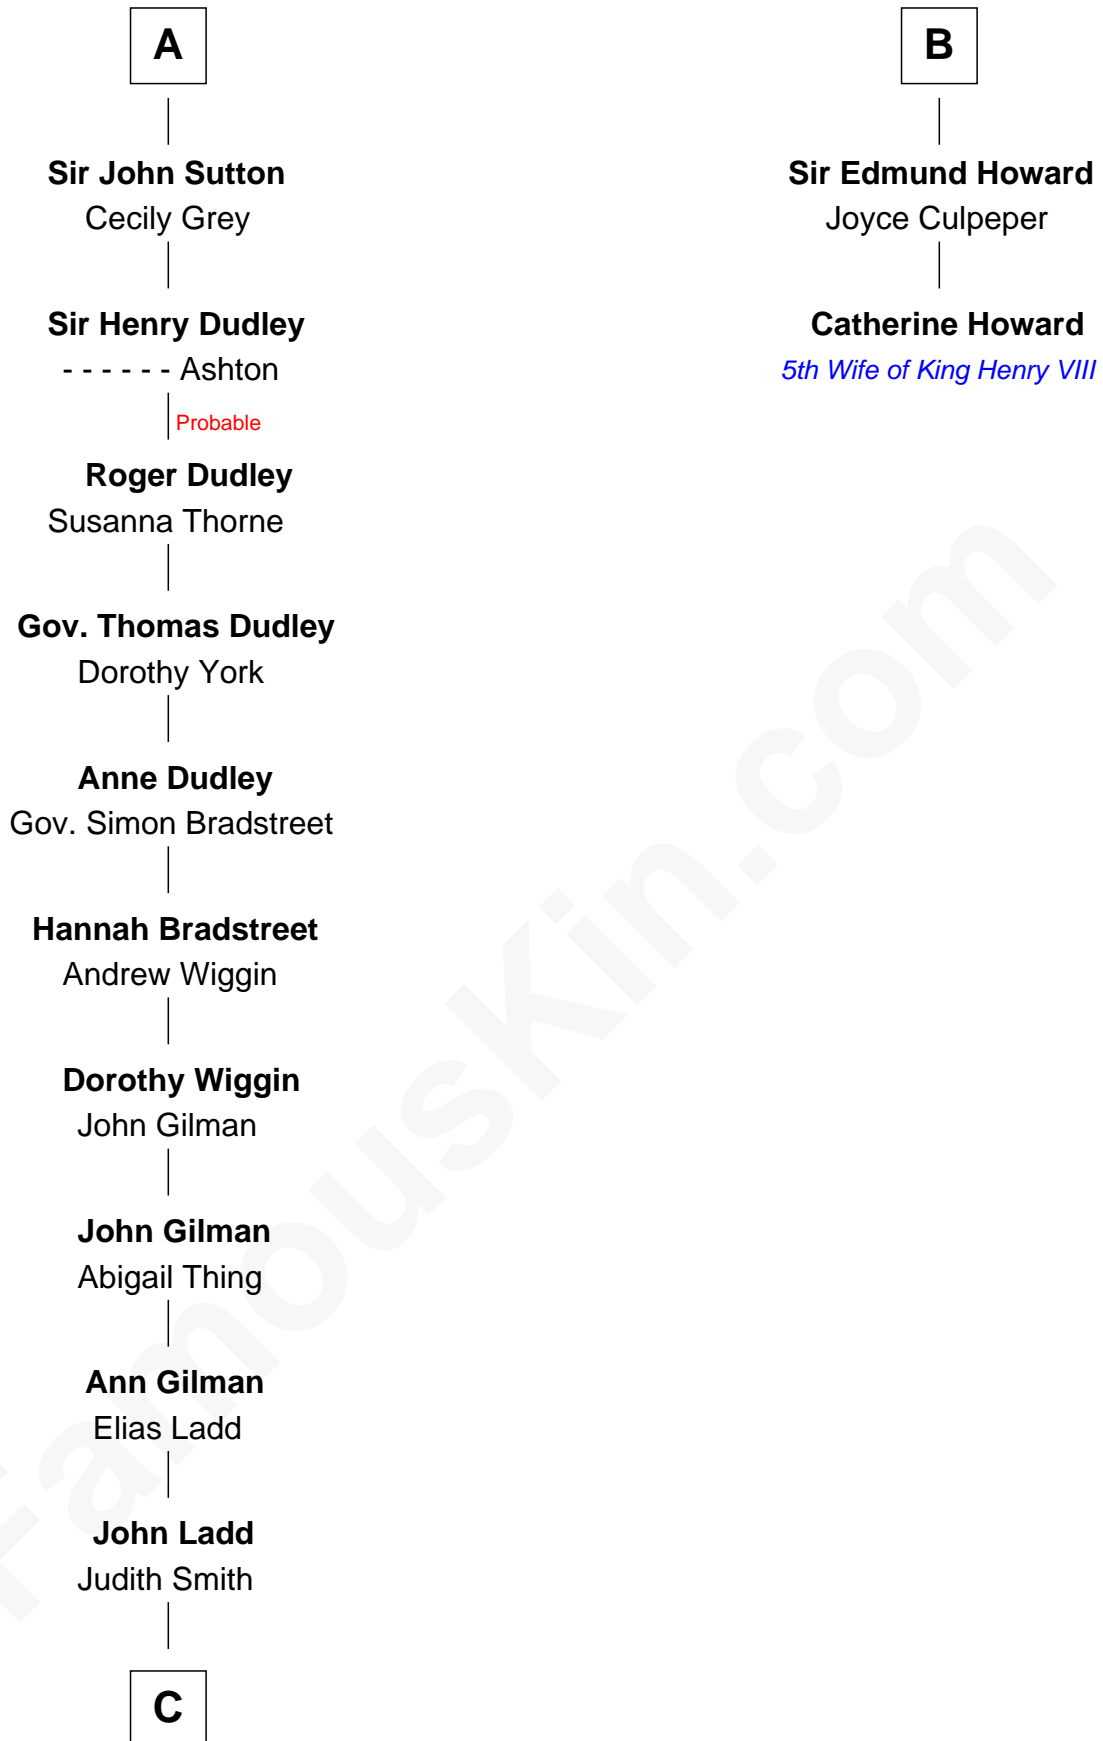 A
Sir John Sutton
Cecily Grey
Sir Henry Dudley
- - - - - - Ashton
Probable
Roger Dudley
Susanna Thorne
Gov. Thomas Dudley
Dorothy York
Anne Dudley
Gov. Simon Bradstreet
Hannah Bradstreet
Andrew Wiggin
Dorothy Wiggin
John Gilman
John Gilman
Abigail Thing
Ann Gilman
Elias Ladd
John Ladd
Judith Smith
C
B
Sir Edmund Howard
Joyce Culpeper
Catherine Howard
5th Wife of King Henry VIII
FamousKin.com